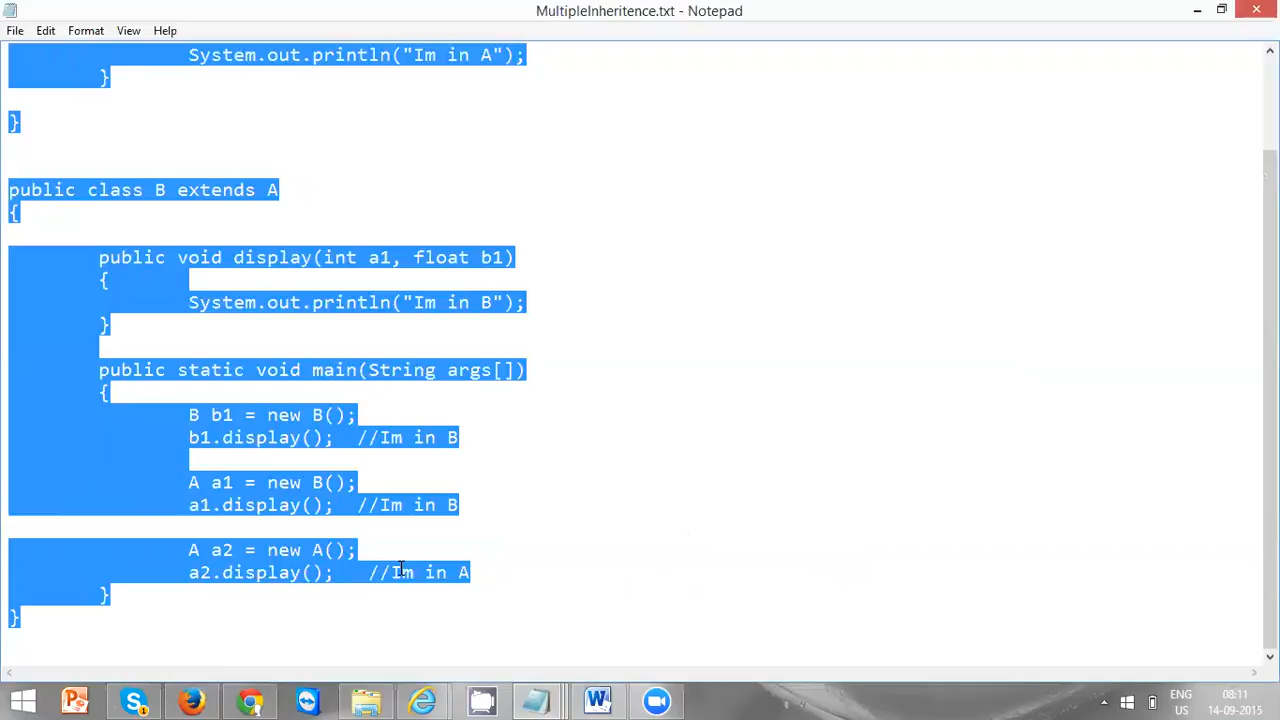 MultipleInheritence.txt - Notepad
File Edit Format View Help
System.out.println("Im in A");
}
}
public class B extends A
{
public void display(int a1, float b1)
{
System.out.println("Im in B");
}
public static void main(String args[])
{
B b1 = new B();
b1.display(); //Im in B
A a1 = new B();
a1.display(); //Im in B
A a2 = new A();
a2.display(); //Im in A
}
}
ENG 08:11
US 14-09-2015